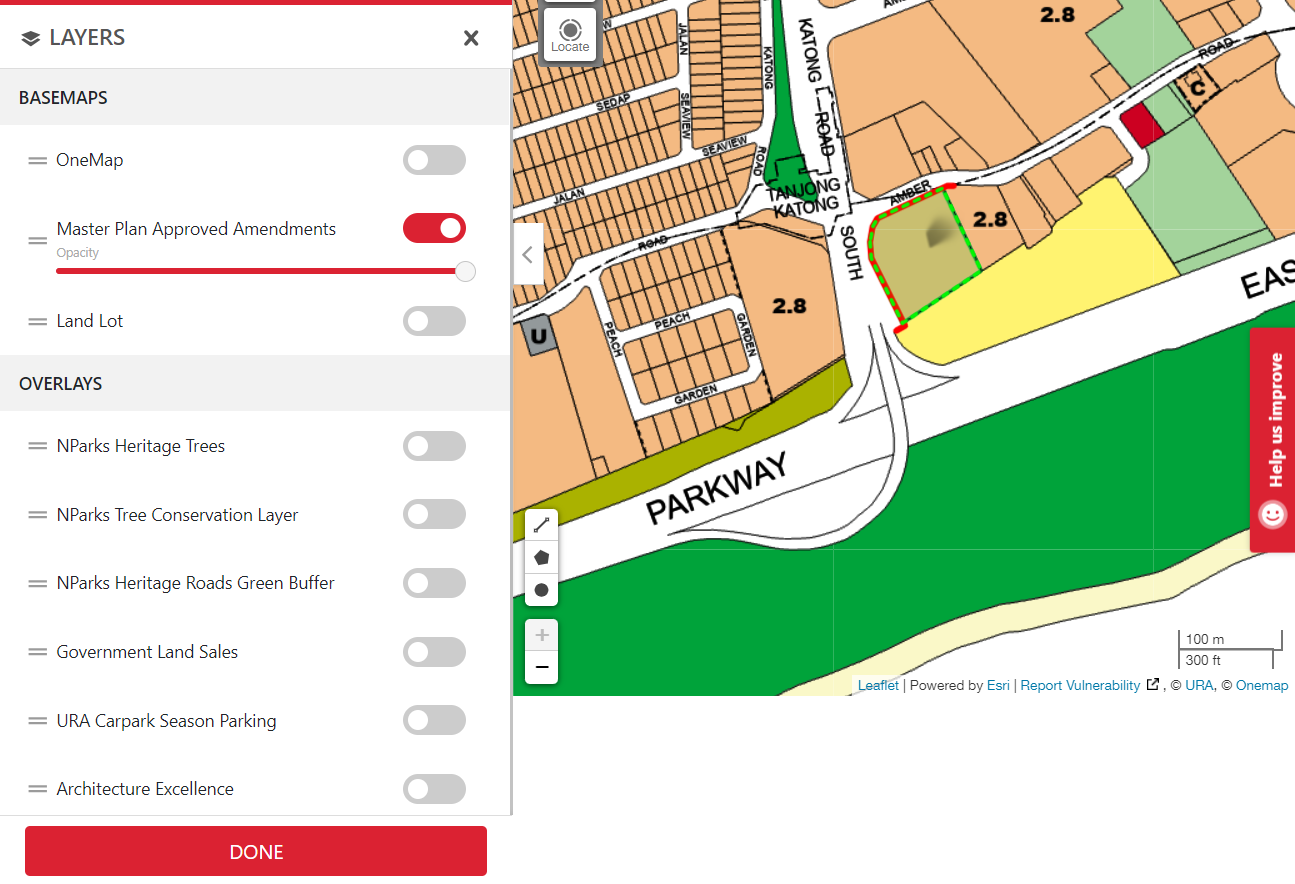 LAYERS
BASEMAPS
OneMap
Master Plan Approved Amendments
Opacity
Land Lot
OVERLAYS
NParks Heritage Trees
NParks Tree Conservation Layer
NParks Heritage Roads Green Buffer
Government Land Sales
URA Carpark Season Parking
Architecture Excellence
DONE
Locate
W
JALAN
SEAVIEW
KATONG
ROAD
KATONG
ROAD
SEDAP
SEAVIEW
JALAN
ROAD
TANJONG
KATONG
SOUTH
AMBER
2.8
ROAD
C
2.8
2.8
U
PEACH
PEACH
GARDEN
GARDEN
PARKWAY
EAS
Help us improve
100 m
300 ft
Leaflet | Powered by Esri | Report Vulnerability , © URA, © Onemap